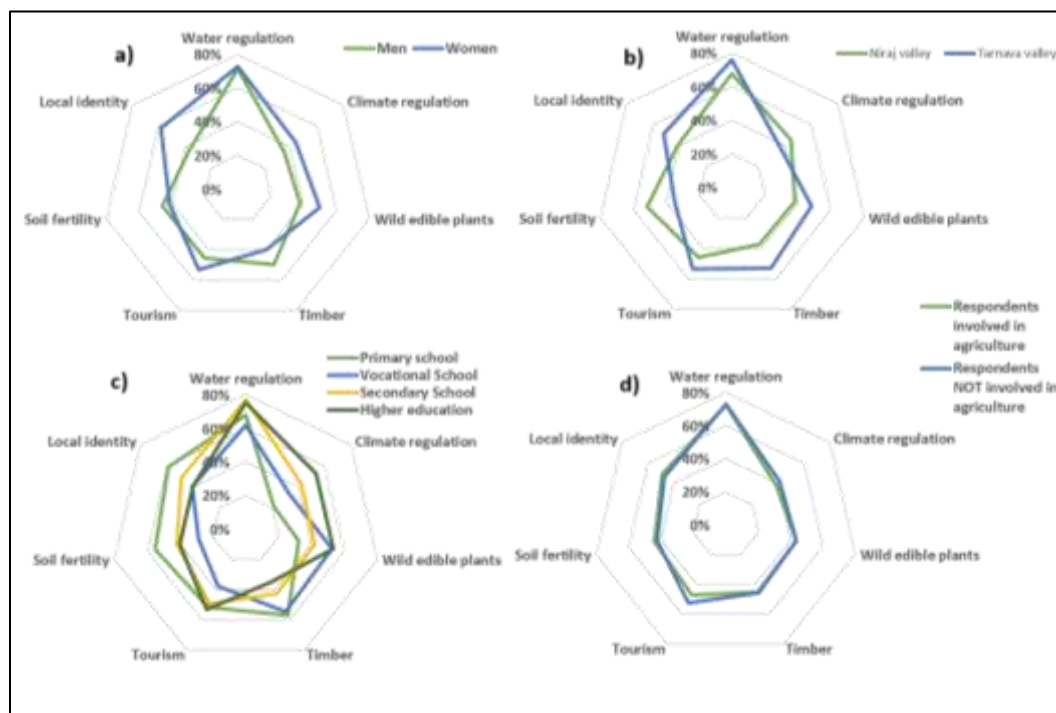 a)
Men
Women
Water regulation
80%
60%
40%
20%
0%
Climate regulation
Wild edible plants
Timber
Tourism
Soil fertility
Local identity
b)
Niraj valley
Tarnava valley
Water regulation
80%
60%
40%
20%
0%
Climate regulation
Wild edible plants
Timber
Tourism
Soil fertility
Local identity
c)
Primary school
Vocational School
Secondary School
Higher education
Water regulation
80%
60%
40%
20%
0%
Climate regulation
Wild edible plants
Timber
Tourism
Soil fertility
Local identity
d)
Respondents
involved in
agriculture
Respondents
NOT involved in
agriculture
Water regulation
80%
60%
40%
20%
0%
Climate regulation
Wild edible plants
Timber
Tourism
Soil fertility
Local identity